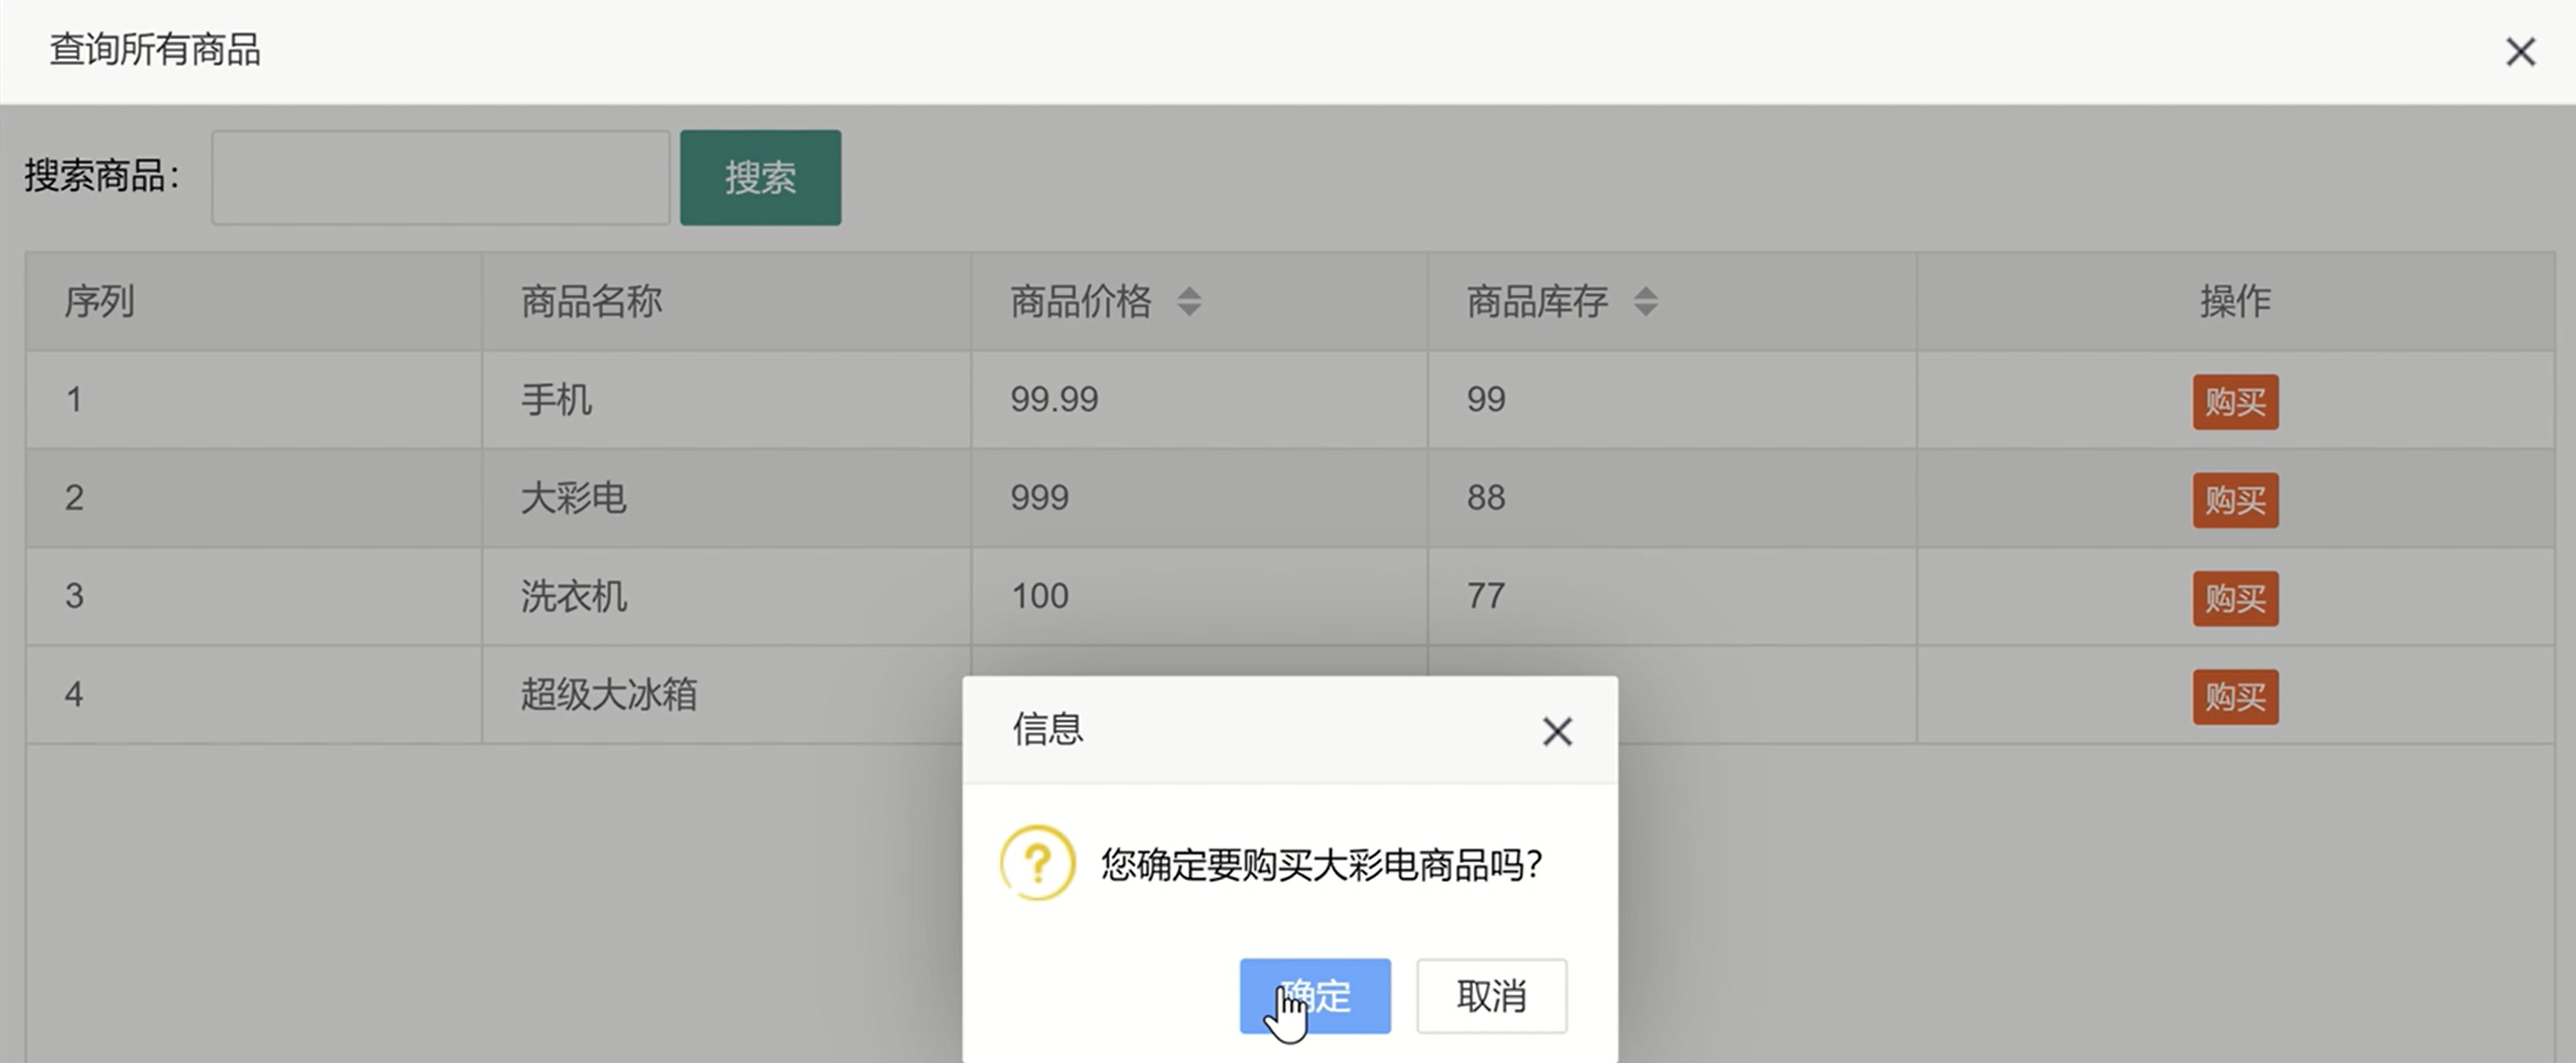 查询所有商品
搜索商品： 搜索
序列 商品名称 商品价格 商品库存 操作
1 手机 99.99 99 购买
2 大彩电 999 88 购买
3 洗衣机 100 77 购买
4 超级大冰箱 购买
信息
您确定要购买大彩电商品吗?
确定 取消